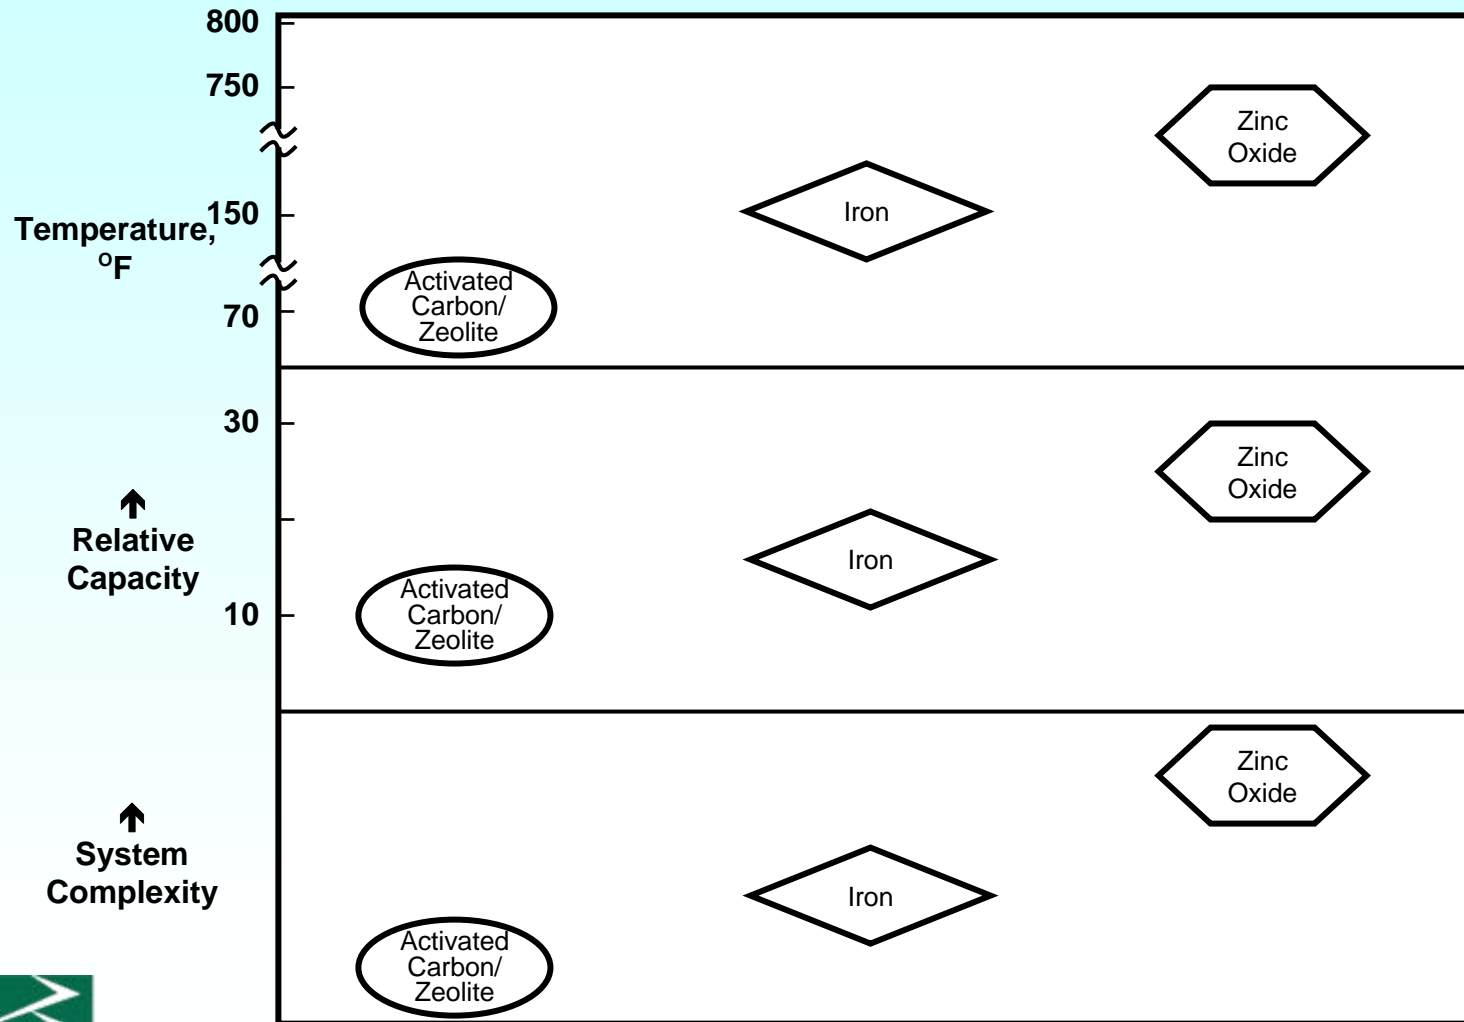 800
750
150
Temperature,
°F
70
Zinc
Oxide
Iron
Activated
Carbon/
Zeolite
30
↑
Relative
Capacity
10
Zinc
Oxide
Iron
Activated
Carbon/
Zeolite
↑
System
Complexity
Zinc
Oxide
Iron
Activated
Carbon/
Zeolite